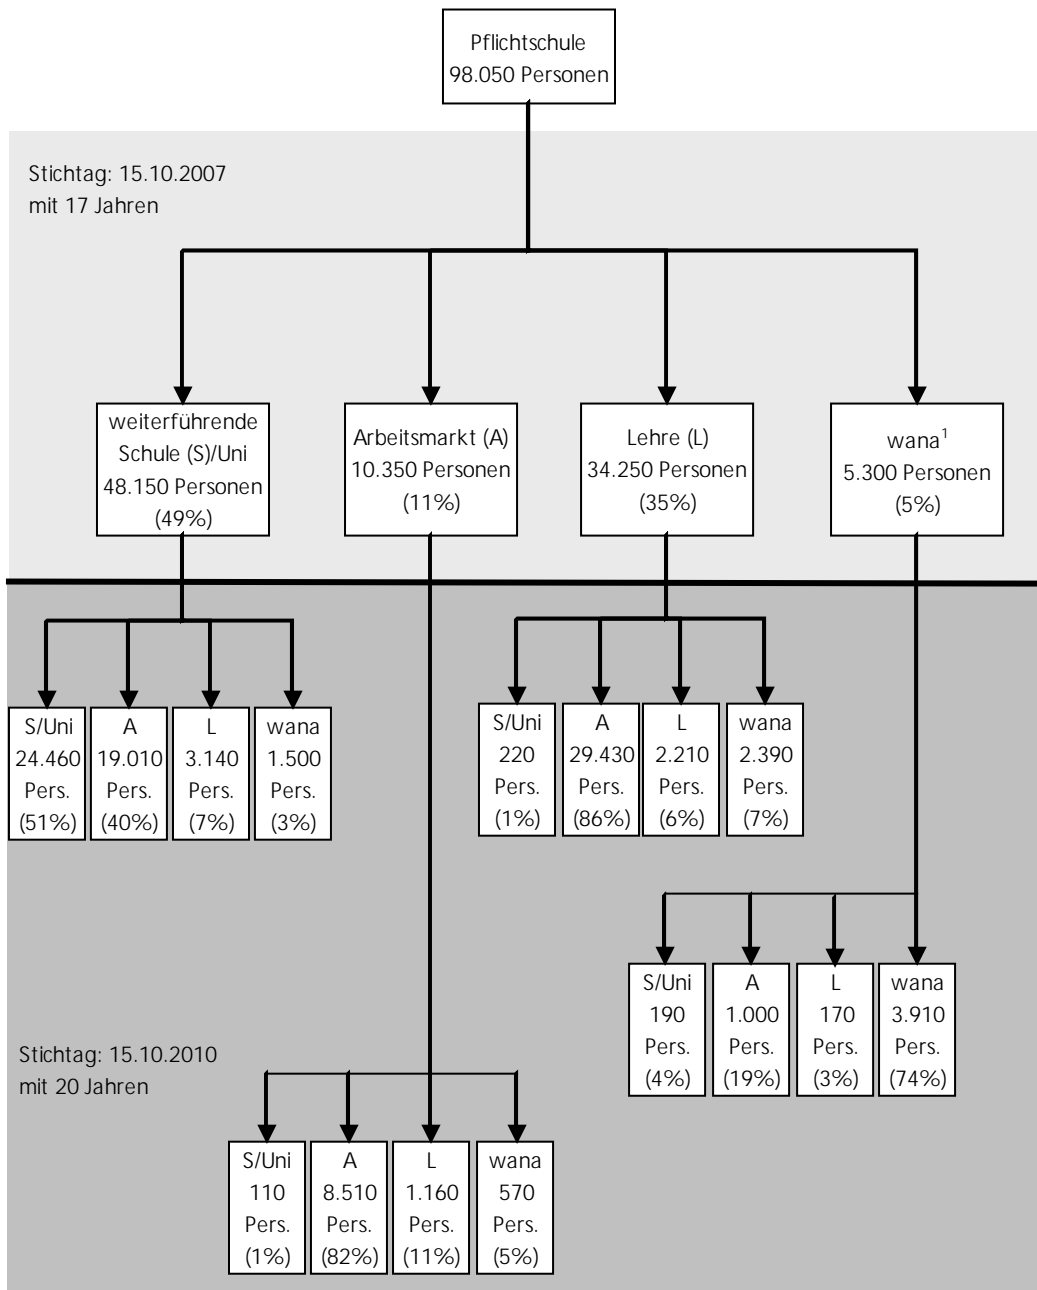 Pflichtschule
98.050 Personen
Stichtag: 15.10.2007
mit 17 Jahren
weiterführende
Schule (S)/Uni
48.150 Personen
(49%)
Arbeitsmarkt (A)
10.350 Personen
(11%)
Lehre (L)
34.250 Personen
(35%)
wana¹
5.300 Personen
(5%)
S/Uni
24.460
Pers.
(51%)
A
19.010
Pers.
(40%)
L
3.140
Pers.
(7%)
wana
1.500
Pers.
(3%)
S/Uni
220
Pers.
(1%)
A
29.430
Pers.
(86%)
L
2.210
Pers.
(6%)
wana
2.390
Pers.
(7%)
S/Uni
190
Pers.
(4%)
A
1.000
Pers.
(19%)
L
170
Pers.
(3%)
wana
3.910
Pers.
(74%)
Stichtag: 15.10.2010
mit 20 Jahren
S/Uni
110
Pers.
(1%)
A
8.510
Pers.
(82%)
L
1.160
Pers.
(11%)
wana
570
Pers.
(5%)